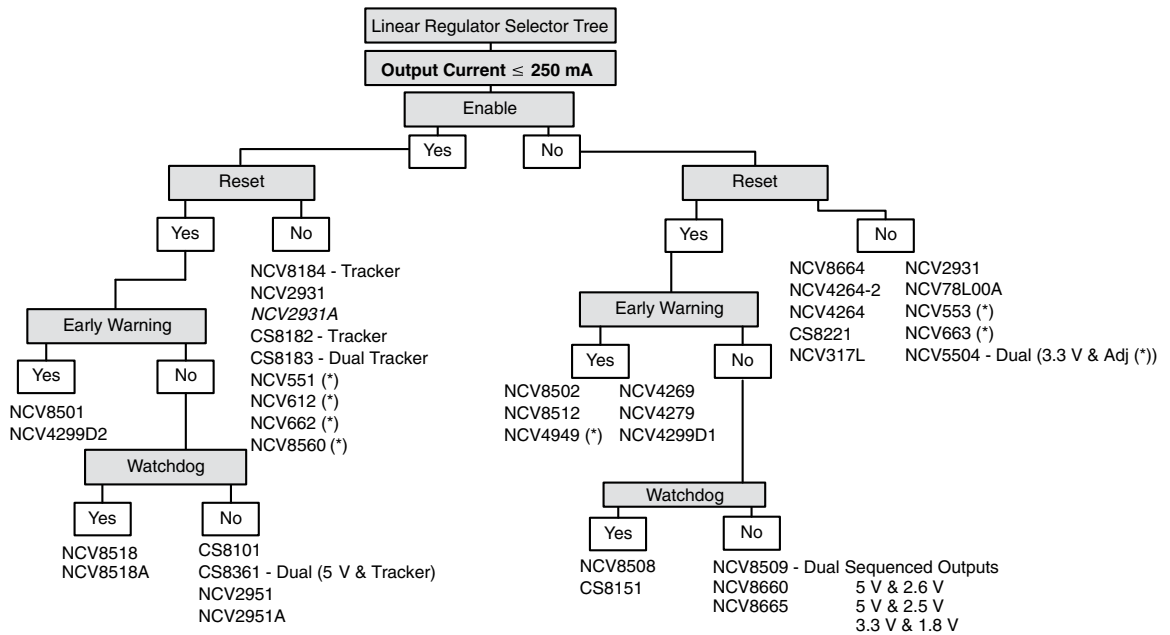 Linear Regulator Selector Tree
Output Current ≤ 250 mA
Enable
Yes
No
Reset
Yes
No
NCV8184 - Tracker
NCV2931
NCV2931A
CS8182 - Tracker
CS8183 - Dual Tracker
NCV551 (*)
NCV612 (*)
NCV662 (*)
NCV8560 (*)
Early Warning
Yes
No
NCV8501
NCV4299D2
Watchdog
Yes
No
NCV8518
NCV8518A
CS8101
CS8361 - Dual (5 V & Tracker)
NCV2951
NCV2951A
Reset
Yes
No
NCV8664
NCV4264-2
NCV4264
CS8221
NCV317L
NCV2931
NCV78L00A
NCV553 (*)
NCV663 (*)
NCV5504 - Dual (3.3 V & Adj (*))
Early Warning
Yes
No
NCV8502
NCV8512
NCV4949 (*)
NCV4269
NCV4279
NCV4299D1
Watchdog
Yes
No
NCV8508
CS8151
NCV8509 - Dual Sequenced Outputs
NCV8660 5 V & 2.6 V
NCV8665 5 V & 2.5 V
3.3 V & 1.8 V